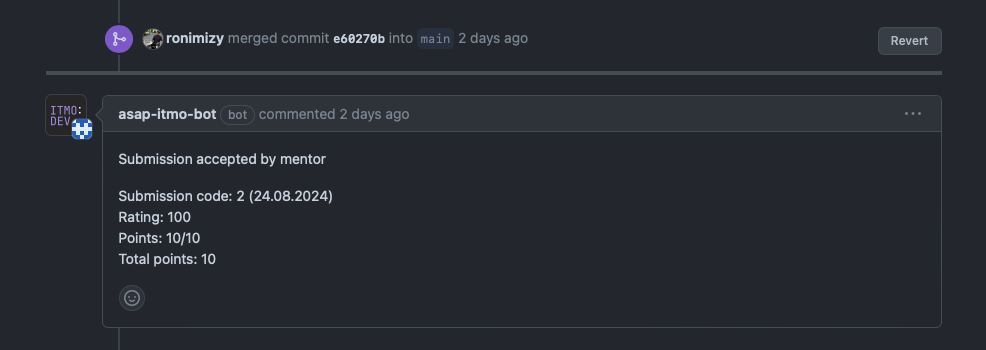 ronimizy merged commit e60270b into main 2 days ago
Revert
ITMO:
DEV
asap-itmo-bot bot commented 2 days ago
Submission accepted by mentor
Submission code: 2 (24.08.2024)
Rating: 100
Points: 10/10
Total points: 10